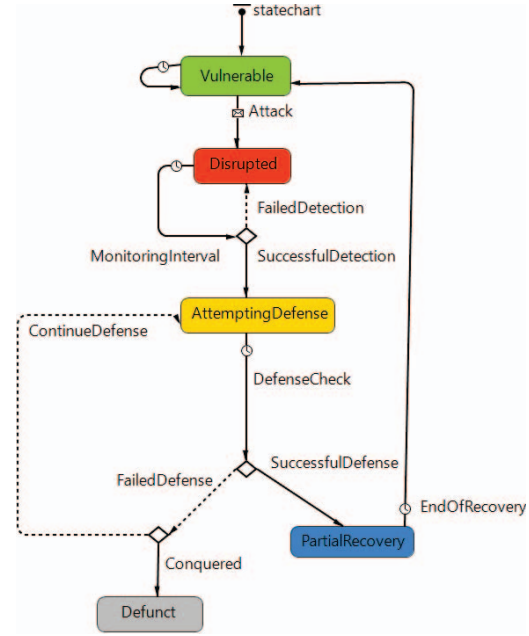 statechart
Vulnerable
Attack
Disrupted
FailedDetection
MonitoringInterval
SuccessfulDetection
AttemptingDefense
ContinueDefense
DefenseCheck
SuccessfulDefense
FailedDefense
EndOfRecovery
PartialRecovery
Conquered
Defunct